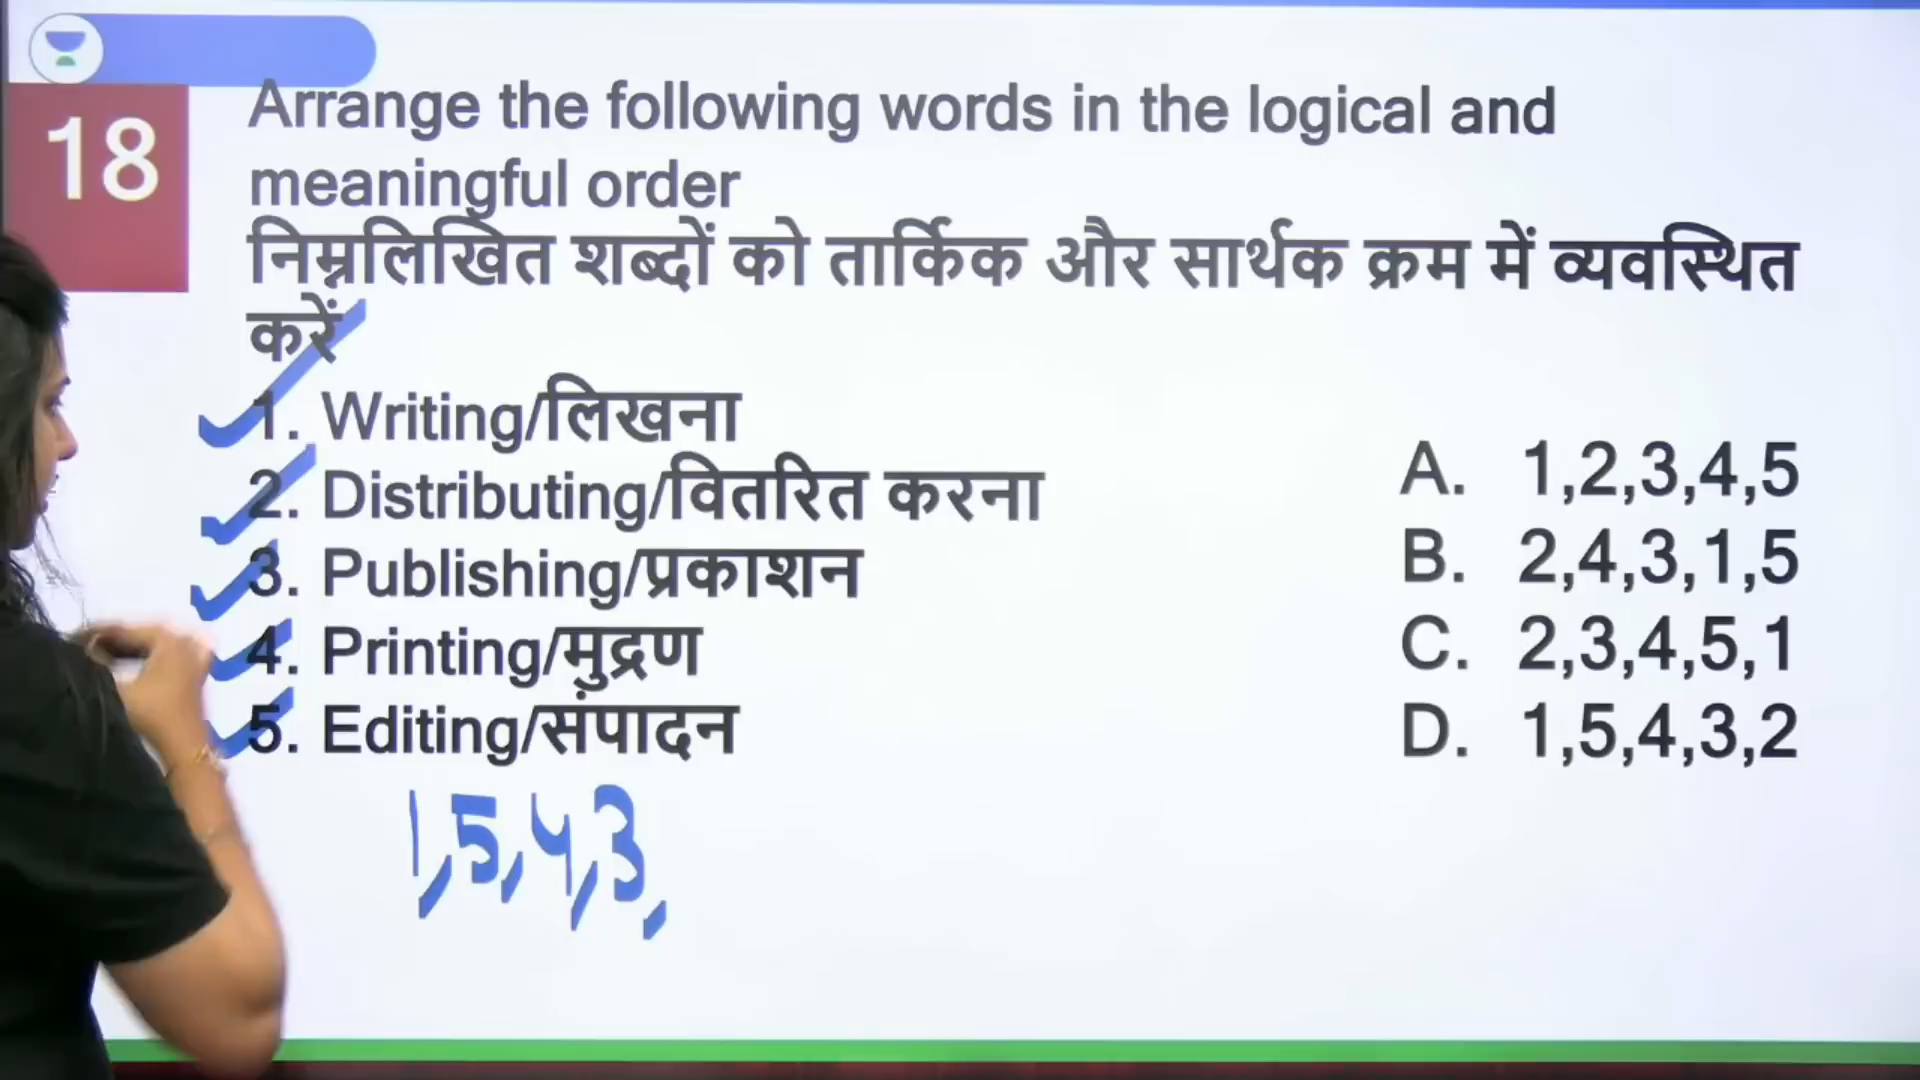 18
Arrange the following words in the logical and
meaningful order
निम्नलिखित शब्दों को तार्किक और सार्थक क्रम में व्यवस्थित
करें
1. Writing/लिखना
2. Distributing/वितरित करना
3. Publishing/प्रकाशन
4. Printing/मुद्रण
5. Editing/संपादन
A. 1,2,3,4,5
B. 2,4,3,1,5
C. 2,3,4,5,1
D. 1,5,4,3,2
1,5,4,3,